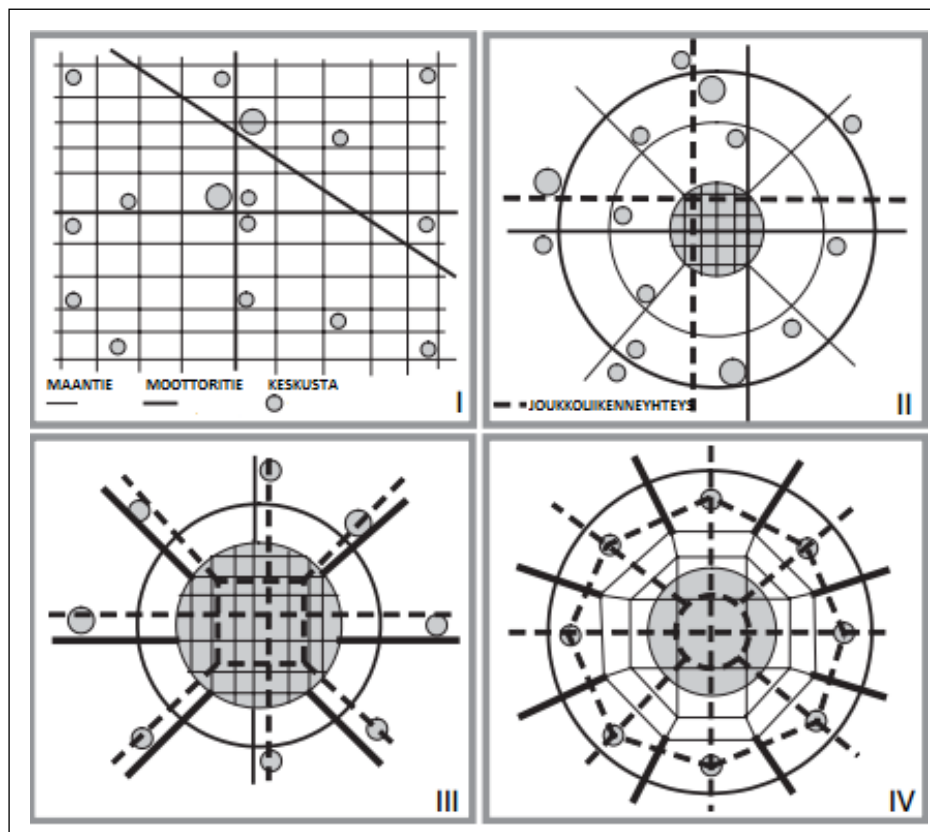 MAANTIE MOOTTORITIE KESKUSTA
I
JOUKKOLIIKENNEYHTEYS
II
III
IV